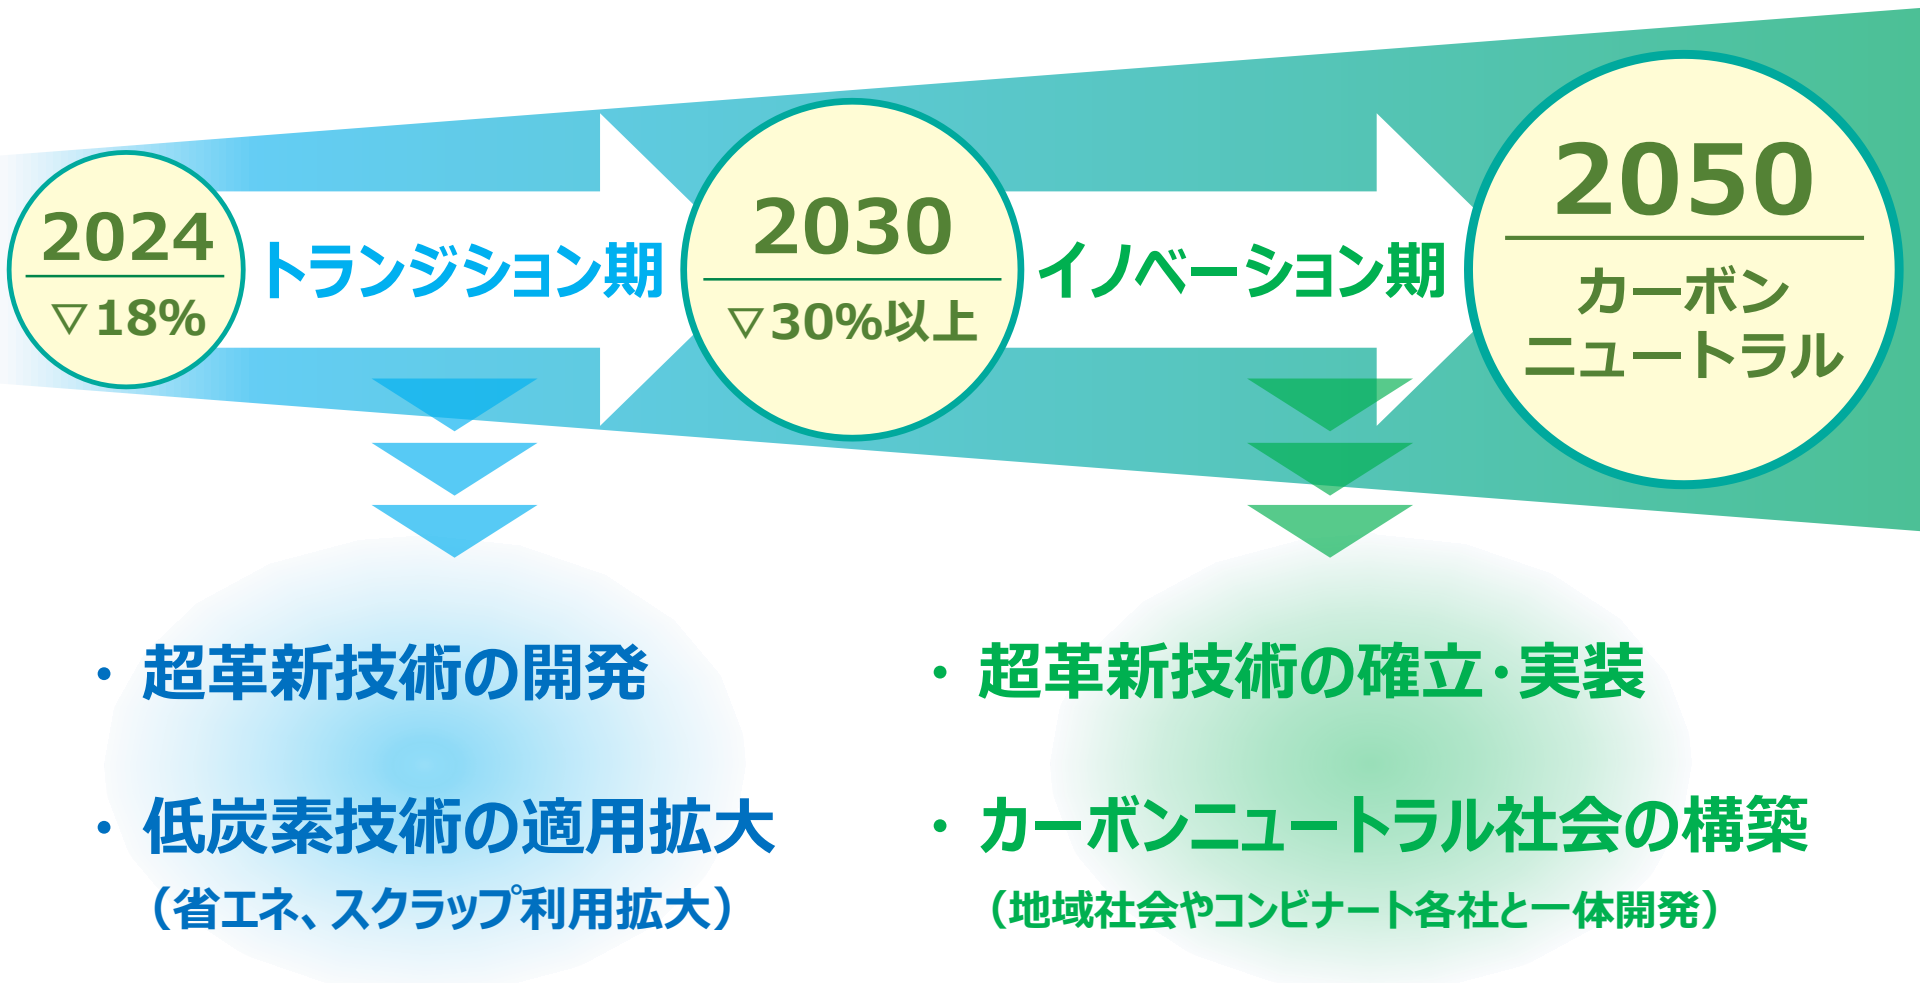 2024
▽18%
トランジション期
2030
▽30%以上
イノベーション期
2050
カーボン
ニュートラル
・超革新技術の開発
・低炭素技術の適用拡大
（省エネ、スクラップ利用拡大）
・超革新技術の確立・実装
・カーボンニュートラル社会の構築
（地域社会やコンビナート各社と一体開発）